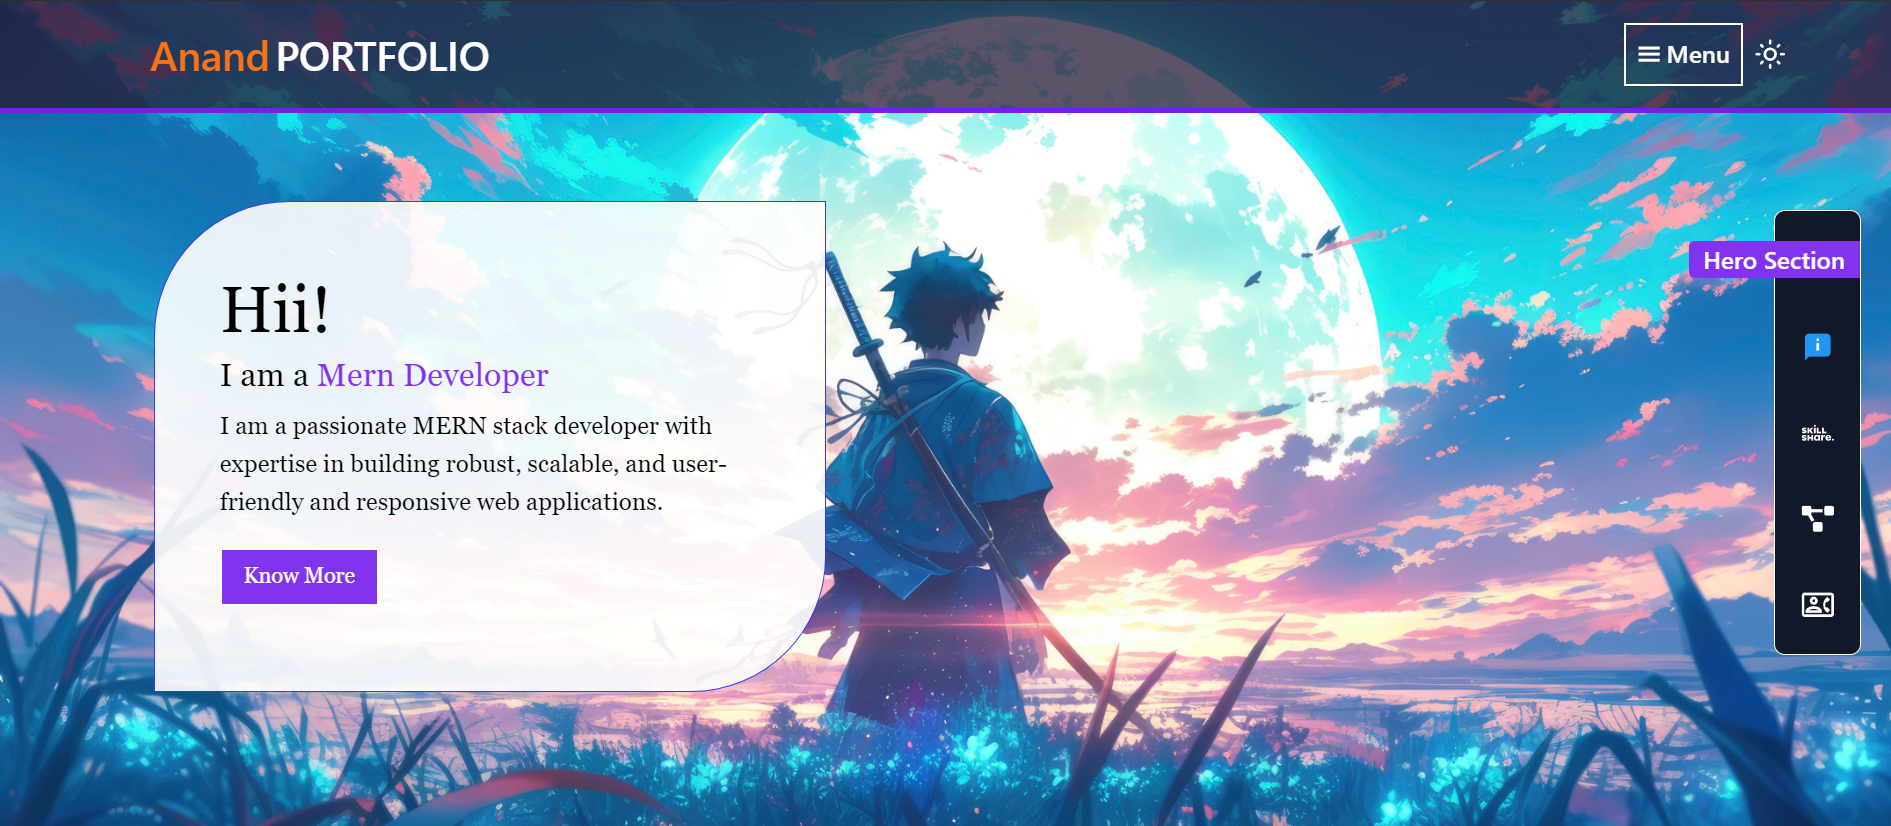 Anand PORTFOLIO
Menu
Hero Section
Hii!
I am a Mern Developer
I am a passionate MERN stack developer with
expertise in building robust, scalable, and user-
friendly and responsive web applications.
Know More
SKiLL
SHare.